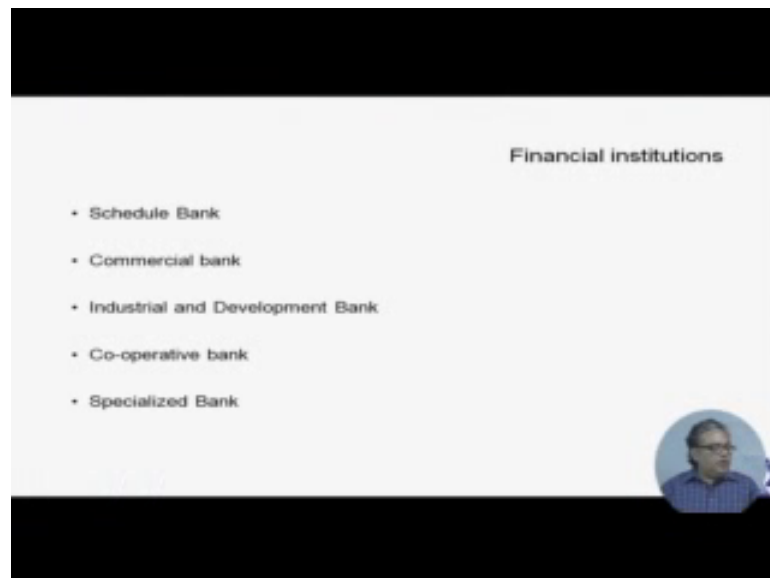 Financial institutions
• Schedule Bank
• Commercial bank
• Industrial and Development Bank
• Co-operative bank
• Specialized Bank